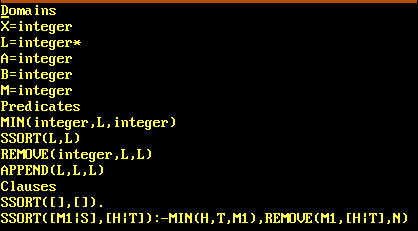 Domains
X=integer
L=integer*
A=integer
B=integer
M=integer
Predicates
MIN(integer,L,integer)
SSORT(L,L)
REMOVE(integer,L,L)
APPEND(L,L,L)
Clauses
SSORT([],[]).
SSORT([M1|S],[H|T]):-MIN(H,T,M1),REMOVE(M1,[H|T],N)